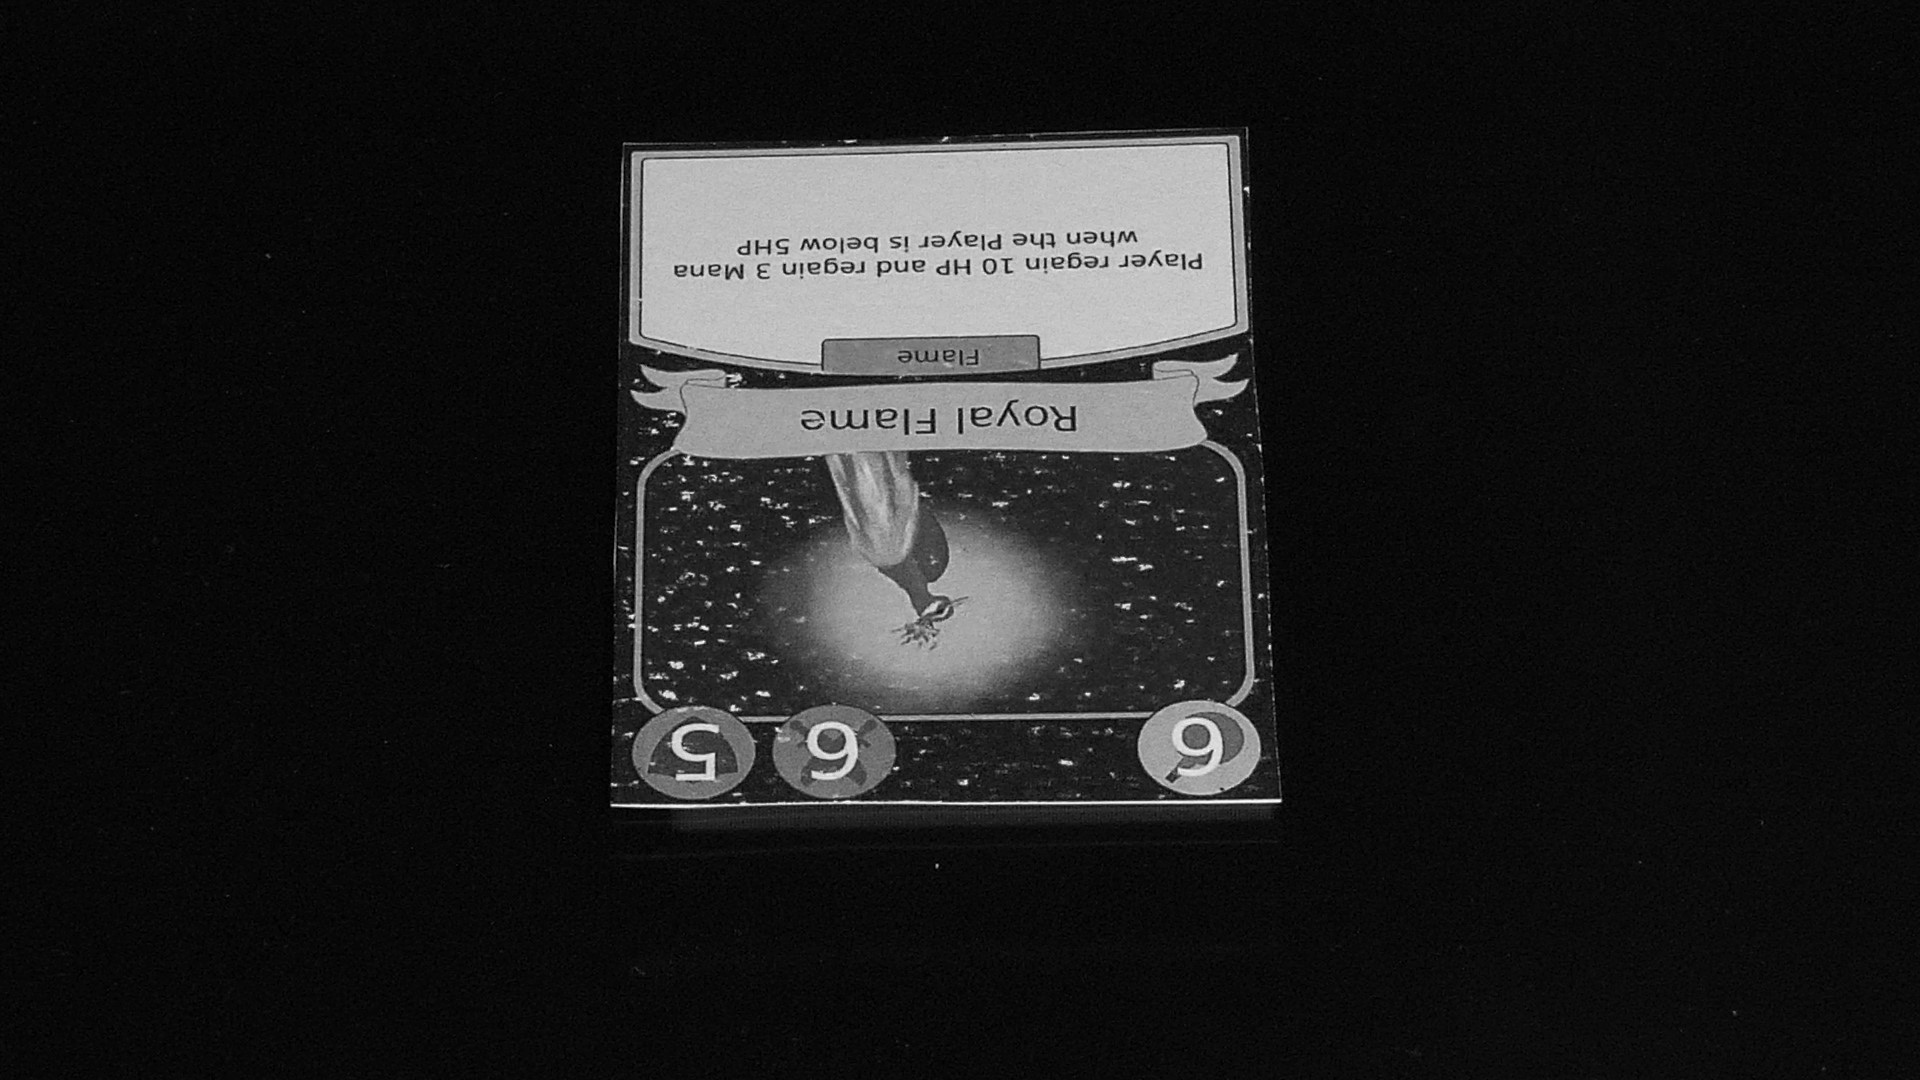 6 6 5
Royal Flame
Flame
Player regain 10 HP and regain 3 Mana
when the Player is below 5HP